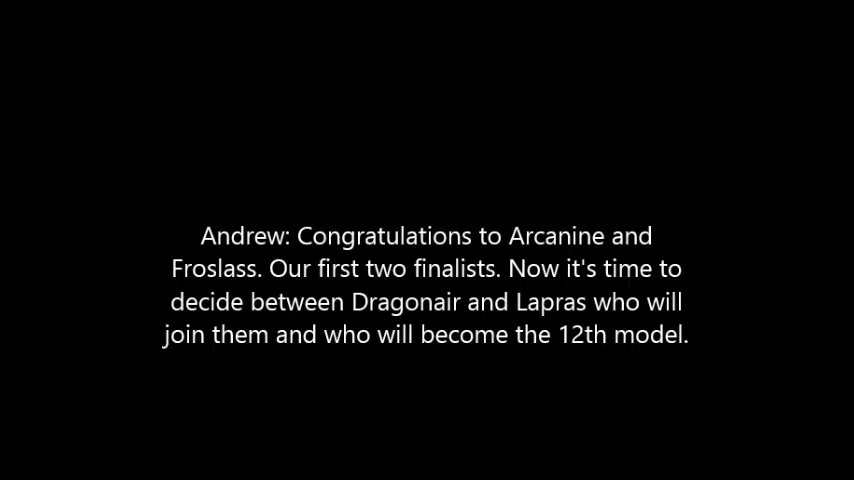 Andrew: Congratulations to Arcanine and
Froslass. Our first two finalists. Now it's time to
decide between Dragonair and Lapras who will
join them and who will become the 12th model.